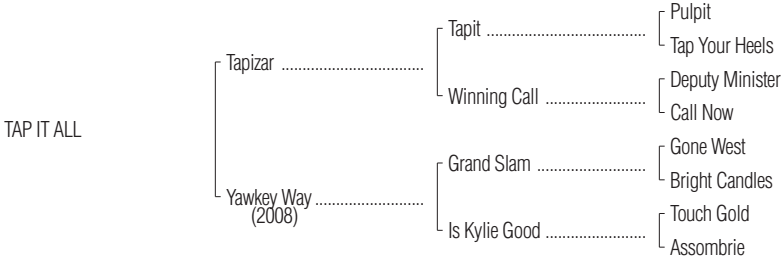 Pulpit
Tapit ....................................
Tap Your Heels
Tapizar ....................................
Deputy Minister
Winning Call .........................
Call Now
TAP IT ALL
Gone West
Grand Slam ...........................
Bright Candles
Yawkey Way ...........................
(2008)
Touch Gold
Is Kylie Good .........................
Assombrie